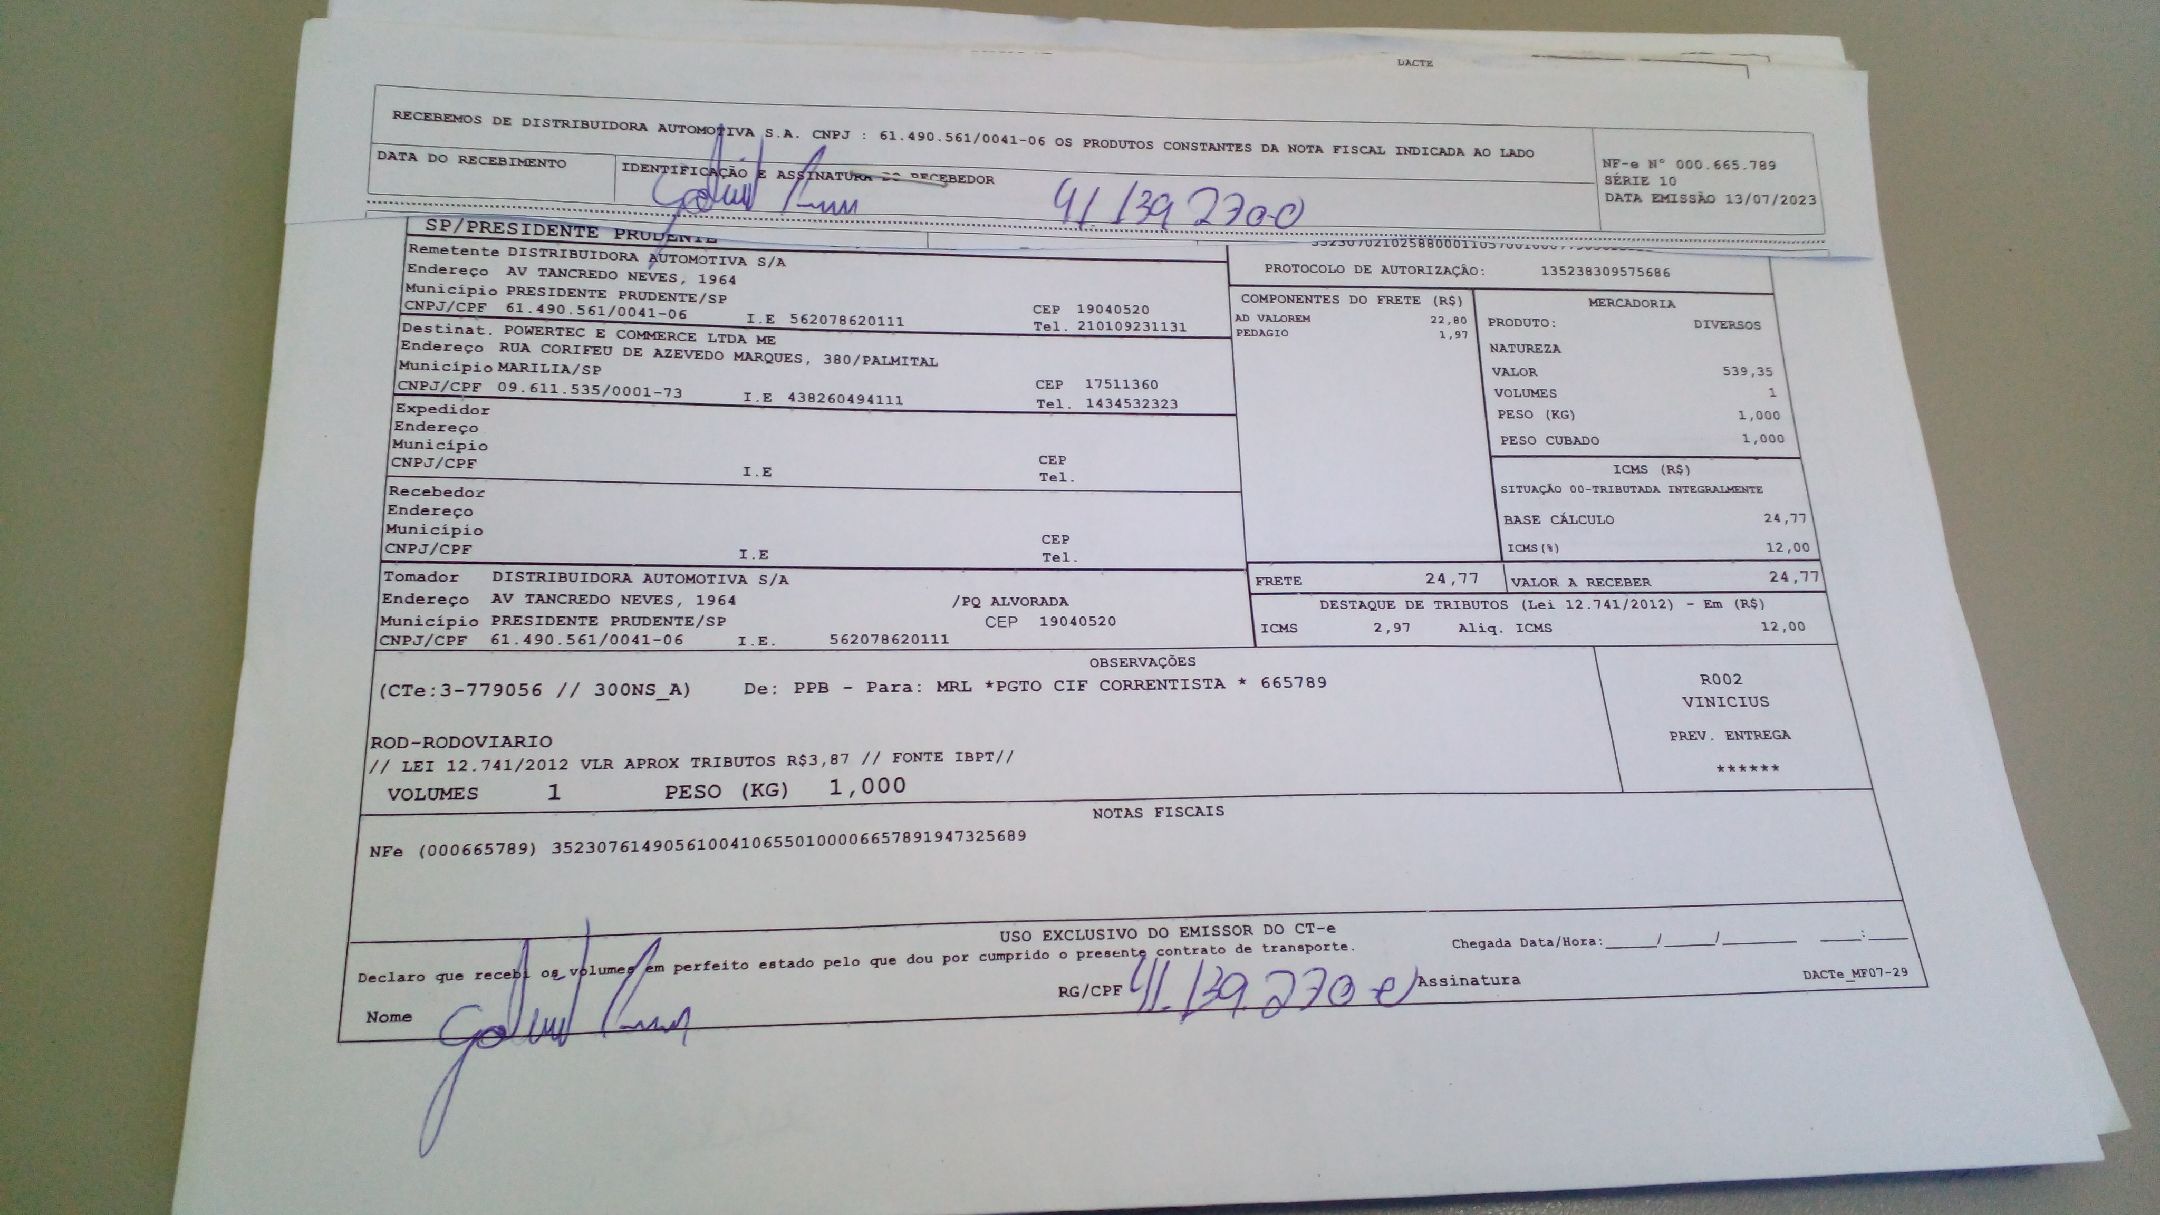 DACTE
RECEBEMOS DE DISTRIBUIDORA AUTOMOTIVA S.A. CNPJ : 61.490.561/0041-06 OS PRODUTOS CONSTANTES DA NOTA FISCAL INDICADA AO LADO
DATA DO RECEBIMENTO
IDENTIFICAÇÃO E ASSINATURA DO RECEBEDOR
NF-e Nº 000.665.789
SÉRIE 10
DATA EMISSÃO 13/07/2023
SP/PRESIDENTE PRUDENTE
Remetente DISTRIBUIDORA AUTOMOTIVA S/A
Endereço AV TANCREDO NEVES, 1964
Município PRESIDENTE PRUDENTE/SP CEP 19040520
CNPJ/CPF 61.490.561/0041-06 I.E 562078620111 Tel. 210109231131
Destinat. POWERTEC E COMMERCE LTDA ME
Endereço RUA CORIFEU DE AZEVEDO MARQUES, 380/PALMITAL
Município MARILIA/SP CEP 17511360
CNPJ/CPF 09.611.535/0001-73 I.E 438260494111 Tel. 1434532323
Expedidor
Endereço
Município CEP
CNPJ/CPF I.E Tel.
Recebedor
Endereço
Município CEP
CNPJ/CPF I.E Tel.
Tomador DISTRIBUIDORA AUTOMOTIVA S/A
Endereço AV TANCREDO NEVES, 1964 /PQ ALVORADA
Município PRESIDENTE PRUDENTE/SP CEP 19040520
CNPJ/CPF 61.490.561/0041-06 I.E. 562078620111
PROTOCOLO DE AUTORIZAÇÃO: 135238309575686
COMPONENTES DO FRETE (R$)
AD VALOREM 22,80
PEDAGIO 1,97
MERCADORIA
PRODUTO: DIVERSOS
NATUREZA
VALOR 539,35
VOLUMES 1
PESO (KG) 1,000
PESO CUBADO 1,000
ICMS (R$)
SITUAÇÃO 00-TRIBUTADA INTEGRALMENTE
BASE CÁLCULO 24,77
ICMS(%) 12,00
FRETE 24,77 VALOR A RECEBER 24,77
DESTAQUE DE TRIBUTOS (Lei 12.741/2012) - Em (R$)
ICMS 2,97 Aliq. ICMS 12,00
OBSERVAÇÕES
(CTe:3-779056 // 300NS_A) De: PPB - Para: MRL *PGTO CIF CORRENTISTA * 665789
ROD-RODOVIARIO
// LEI 12.741/2012 VLR APROX TRIBUTOS R$3,87 // FONTE IBPT//
VOLUMES 1 PESO (KG) 1,000
R002
VINICIUS
PREV. ENTREGA
******
NOTAS FISCAIS
NFe (000665789) 35230761490561004106550100006657891947325689
USO EXCLUSIVO DO EMISSOR DO CT-e
Declaro que recebi os volumes em perfeito estado pelo que dou por cumprido o presente contrato de transporte.
Chegada Data/Hora:_____/_____/_______ ____:____
Nome RG/CPF Assinatura
DACTe_MF07-29